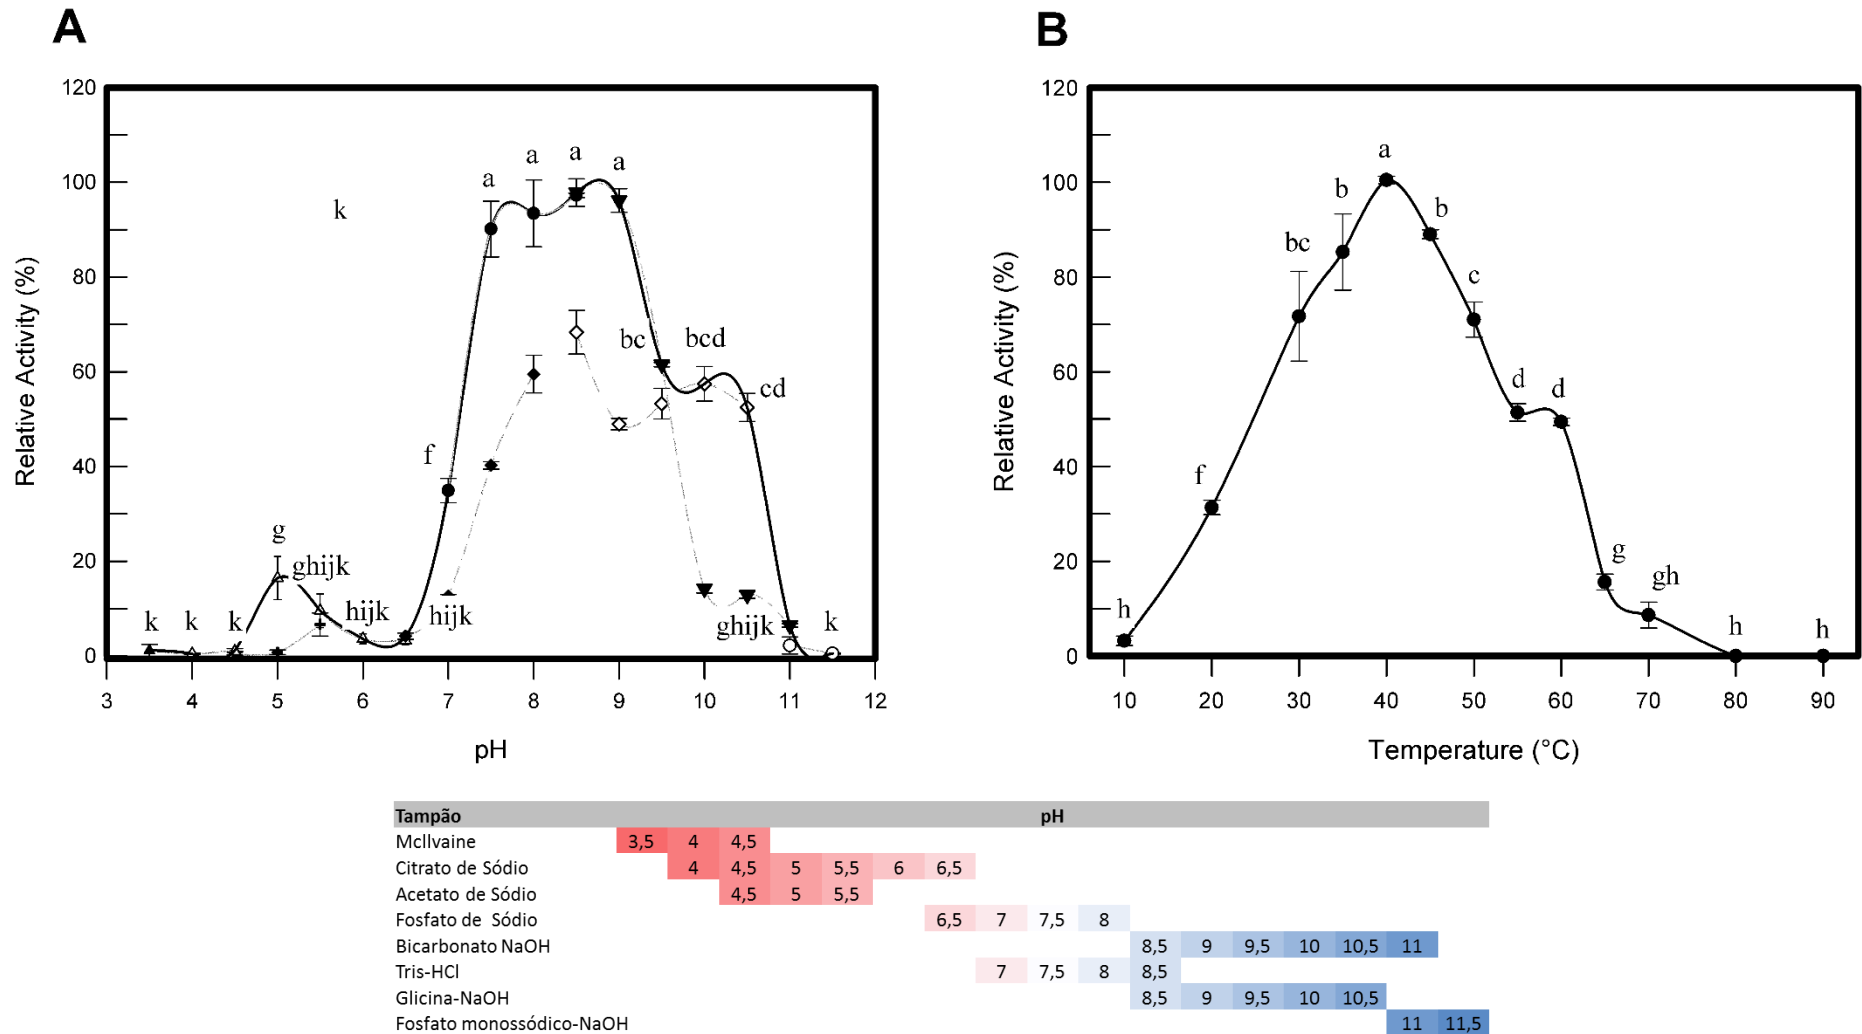 A
B
120
100
80
60
40
20
0
Relative Activity (%)
k
a
a
a
a
bc
bcd
cd
f
g
ghijk
hijk
hijk
ghijk
k
k
k
k
3 4 5 6 7 8 9 10 11 12
pH
120
100
80
60
40
20
0
Relative Activity (%)
a
b
b
bc
c
d
d
f
g
gh
h
h
h
10 20 30 40 50 60 70 80 90
Temperature (°C)
Tampão pH
McIlvaine 3,5 4 4,5
Citrato de Sódio 4 4,5 5 5,5 6 6,5
Acetato de Sódio 4,5 5 5,5
Fosfato de Sódio 6,5 7 7,5 8
Bicarbonato NaOH 8,5 9 9,5 10 10,5 11
Tris-HCl 7 7,5 8 8,5
Glicina-NaOH 8,5 9 9,5 10 10,5
Fosfato monossódico-NaOH 11 11,5